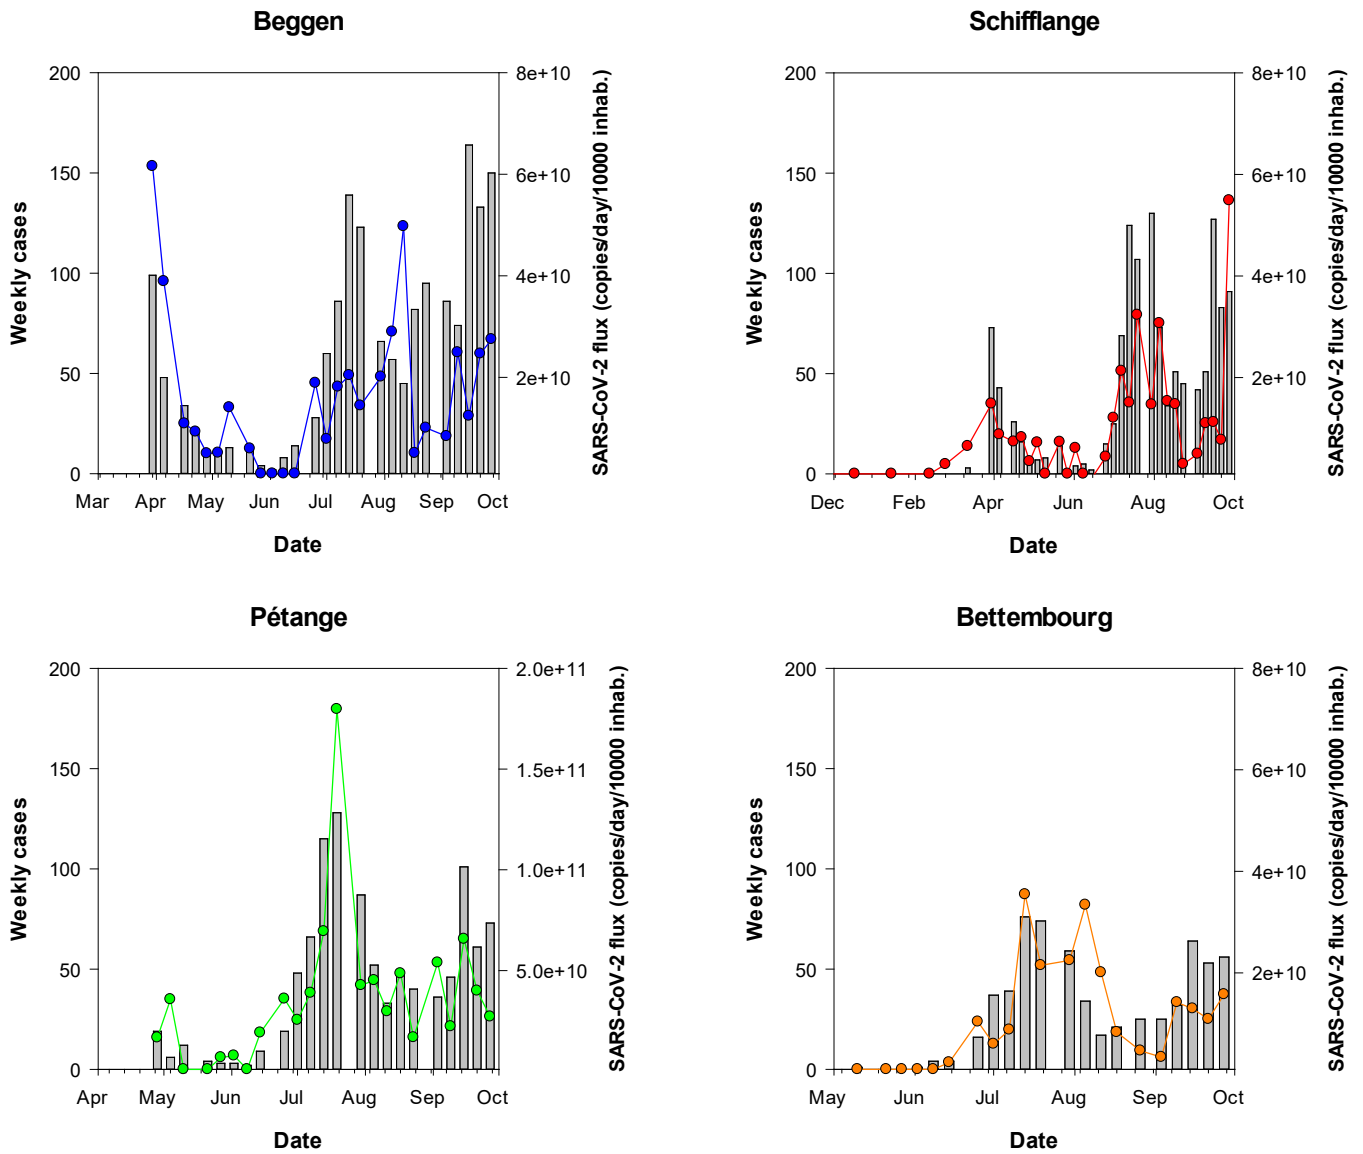 Beggen
200
150
100
50
0
8e+10
6e+10
4e+10
2e+10
Weekly cases
SARS-CoV-2 flux (copies/day/10000 inhab.)
Mar Apr May Jun Jul Aug Sep Oct
Date
Schifflange
200
150
100
50
0
8e+10
6e+10
4e+10
2e+10
Weekly cases
SARS-CoV-2 flux (copies/day/10000 inhab.)
Dec Feb Apr Jun Aug Oct
Date
Pétange
200
150
100
50
0
2.0e+11
1.5e+11
1.0e+11
5.0e+10
Weekly cases
SARS-CoV-2 flux (copies/day/10000 inhab.)
Apr May Jun Jul Aug Sep Oct
Date
Bettembourg
200
150
100
50
0
8e+10
6e+10
4e+10
2e+10
Weekly cases
SARS-CoV-2 flux (copies/day/10000 inhab.)
May Jun Jul Aug Sep Oct
Date